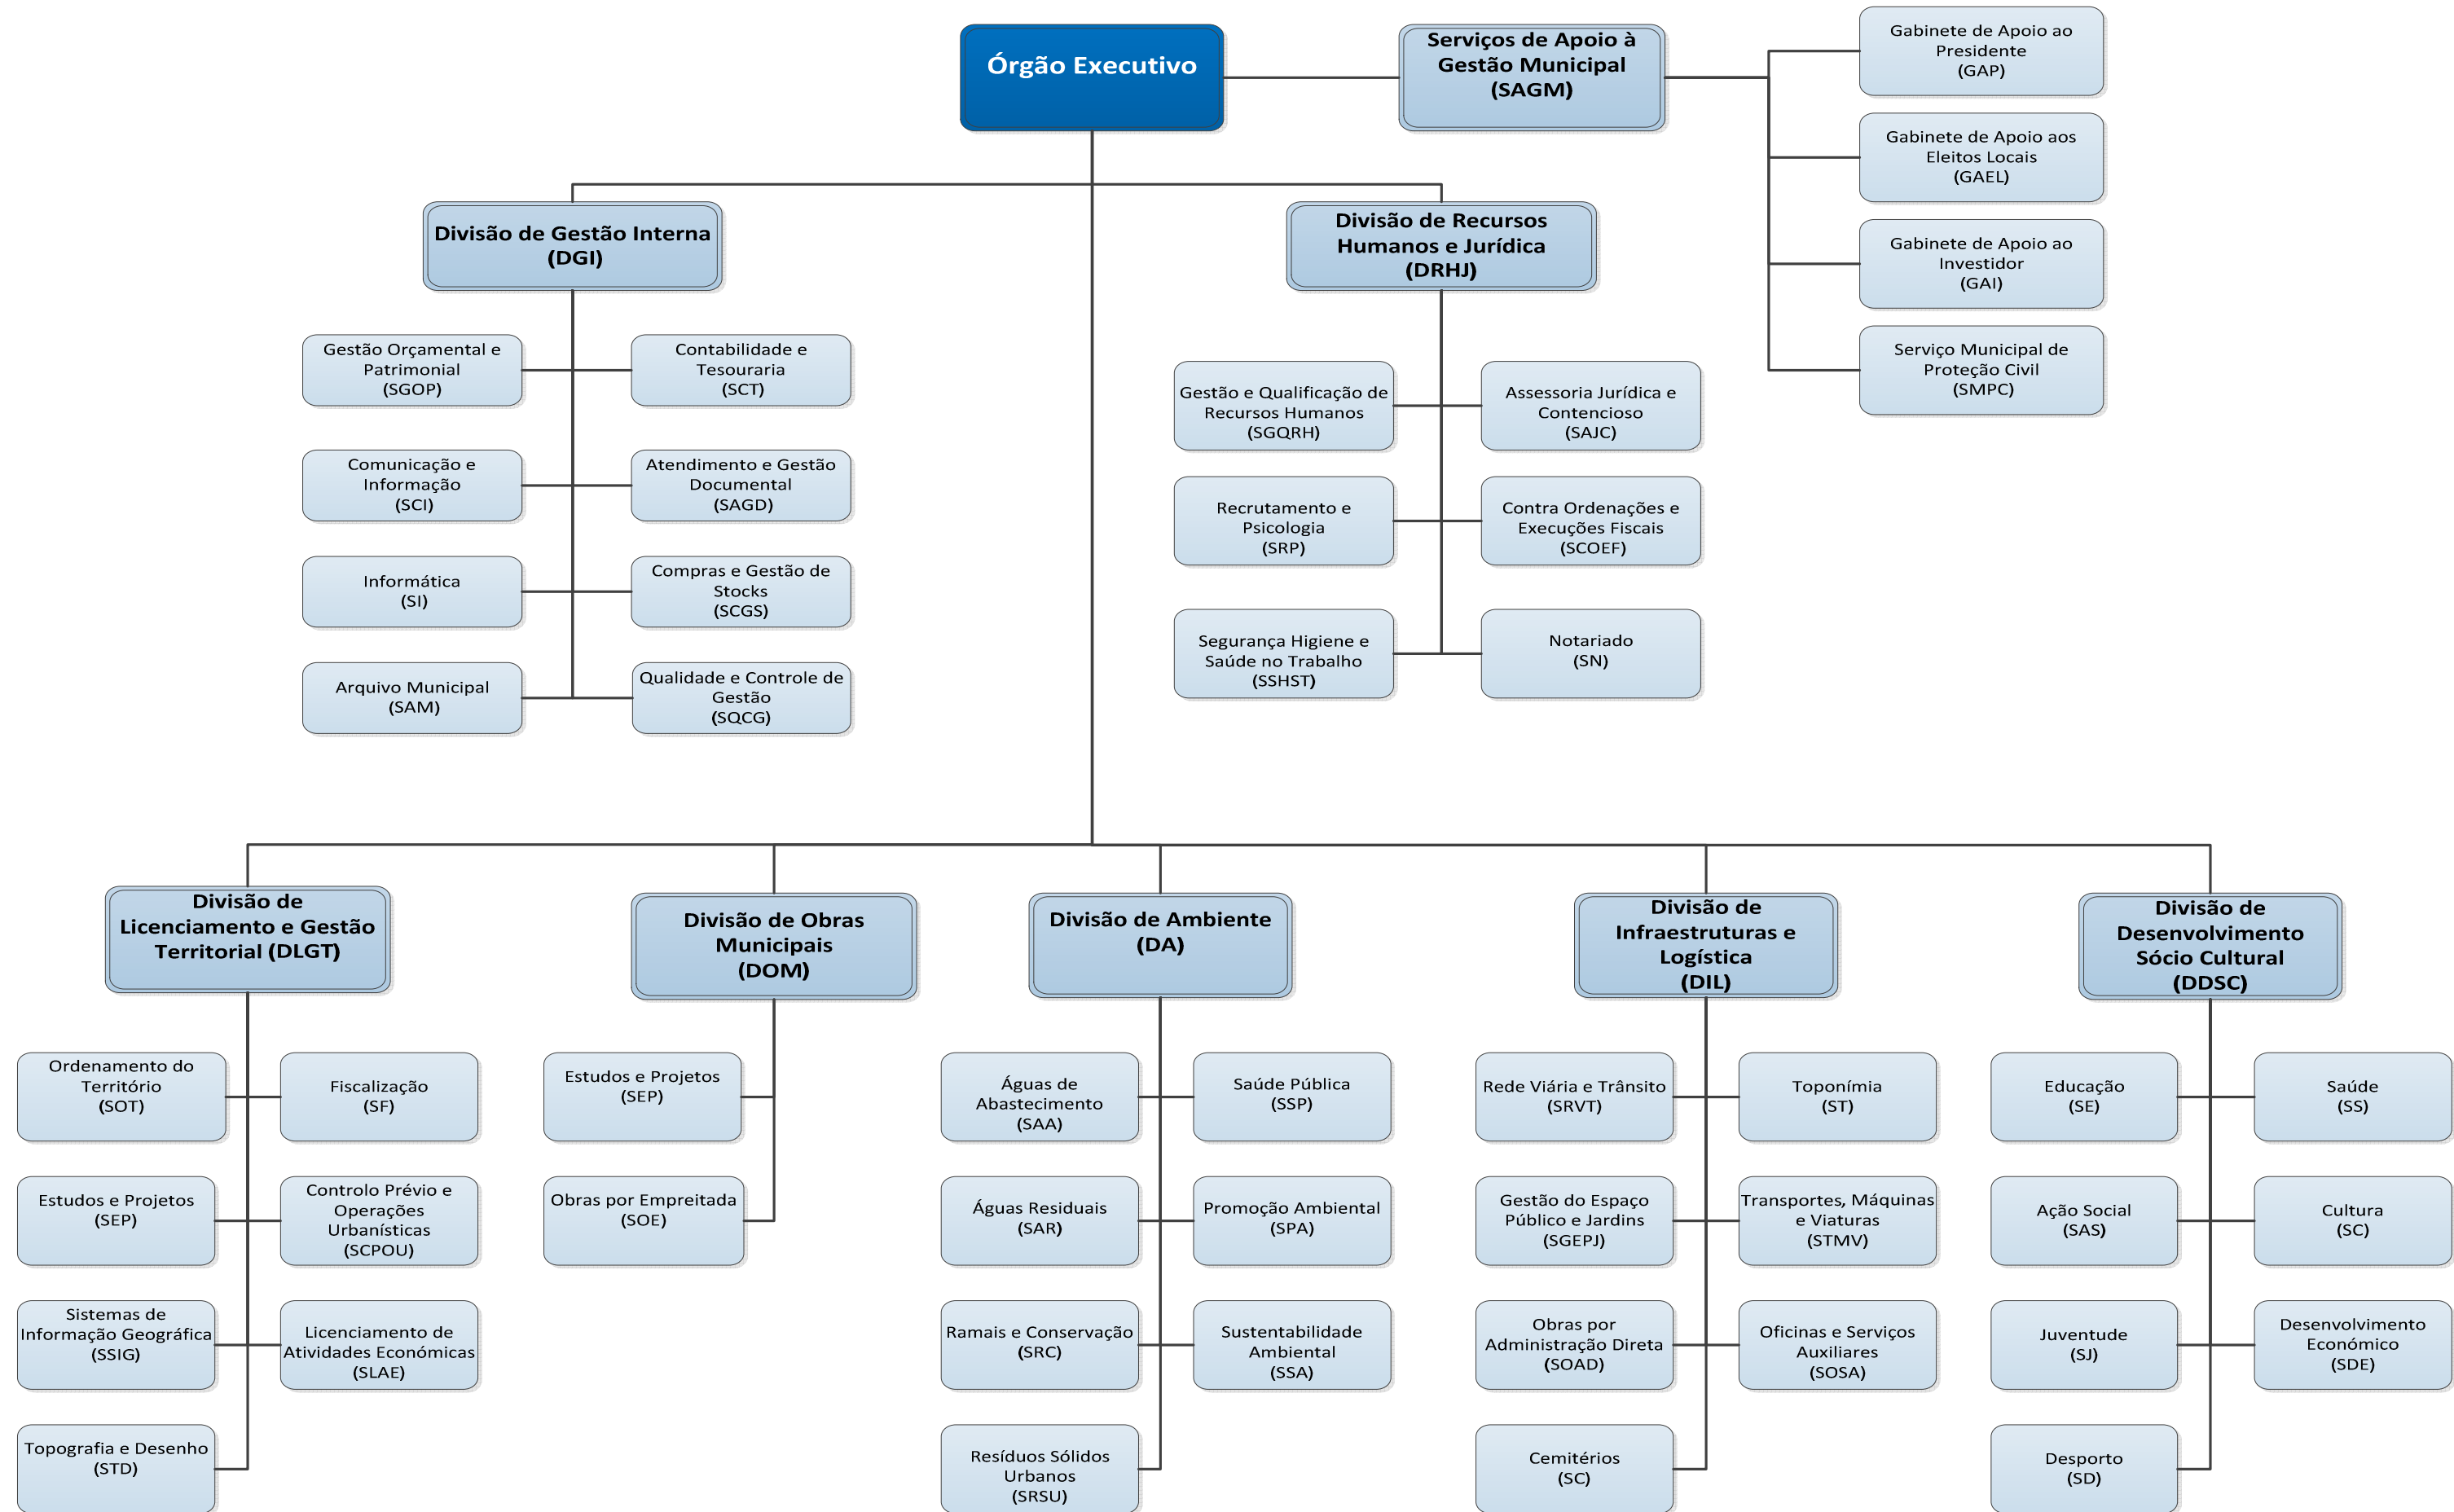 Órgão Executivo
Serviços de Apoio à
Gestão Municipal
(SAGM)
Gabinete de Apoio ao
Presidente
(GAP)
Gabinete de Apoio aos
Eleitos Locais
(GAEL)
Gabinete de Apoio ao
Investidor
(GAI)
Serviço Municipal de
Proteção Civil
(SMPC)
Divisão de Gestão Interna
(DGI)
Gestão Orçamental e
Patrimonial
(SGOP)
Contabilidade e
Tesouraria
(SCT)
Comunicação e
Informação
(SCI)
Atendimento e Gestão
Documental
(SAGD)
Informática
(SI)
Compras e Gestão de
Stocks
(SCGS)
Arquivo Municipal
(SAM)
Qualidade e Controle de
Gestão
(SQCG)
Divisão de Recursos
Humanos e Jurídica
(DRHJ)
Gestão e Qualificação de
Recursos Humanos
(SGQRH)
Assessoria Jurídica e
Contencioso
(SAJC)
Recrutamento e
Psicologia
(SRP)
Contra Ordenações e
Execuções Fiscais
(SCOEF)
Segurança Higiene e
Saúde no Trabalho
(SSHST)
Notariado
(SN)
Divisão de
Licenciamento e Gestão
Territorial (DLGT)
Ordenamento do
Território
(SOT)
Fiscalização
(SF)
Estudos e Projetos
(SEP)
Controlo Prévio e
Operações
Urbanísticas
(SCPOU)
Sistemas de
Informação Geográfica
(SSIG)
Licenciamento de
Atividades Económicas
(SLAE)
Topografia e Desenho
(STD)
Divisão de Obras
Municipais
(DOM)
Estudos e Projetos
(SEP)
Obras por Empreitada
(SOE)
Divisão de Ambiente
(DA)
Águas de
Abastecimento
(SAA)
Saúde Pública
(SSP)
Águas Residuais
(SAR)
Promoção Ambiental
(SPA)
Ramais e Conservação
(SRC)
Sustentabilidade
Ambiental
(SSA)
Resíduos Sólidos
Urbanos
(SRSU)
Divisão de
Infraestruturas e
Logística
(DIL)
Rede Viária e Trânsito
(SRVT)
Toponímia
(ST)
Gestão do Espaço
Público e Jardins
(SGEPJ)
Transportes, Máquinas
e Viaturas
(STMV)
Obras por
Administração Direta
(SOAD)
Oficinas e Serviços
Auxiliares
(SOSA)
Cemitérios
(SC)
Divisão de
Desenvolvimento
Sócio Cultural
(DDSC)
Educação
(SE)
Saúde
(SS)
Ação Social
(SAS)
Cultura
(SC)
Juventude
(SJ)
Desenvolvimento
Económico
(SDE)
Desporto
(SD)